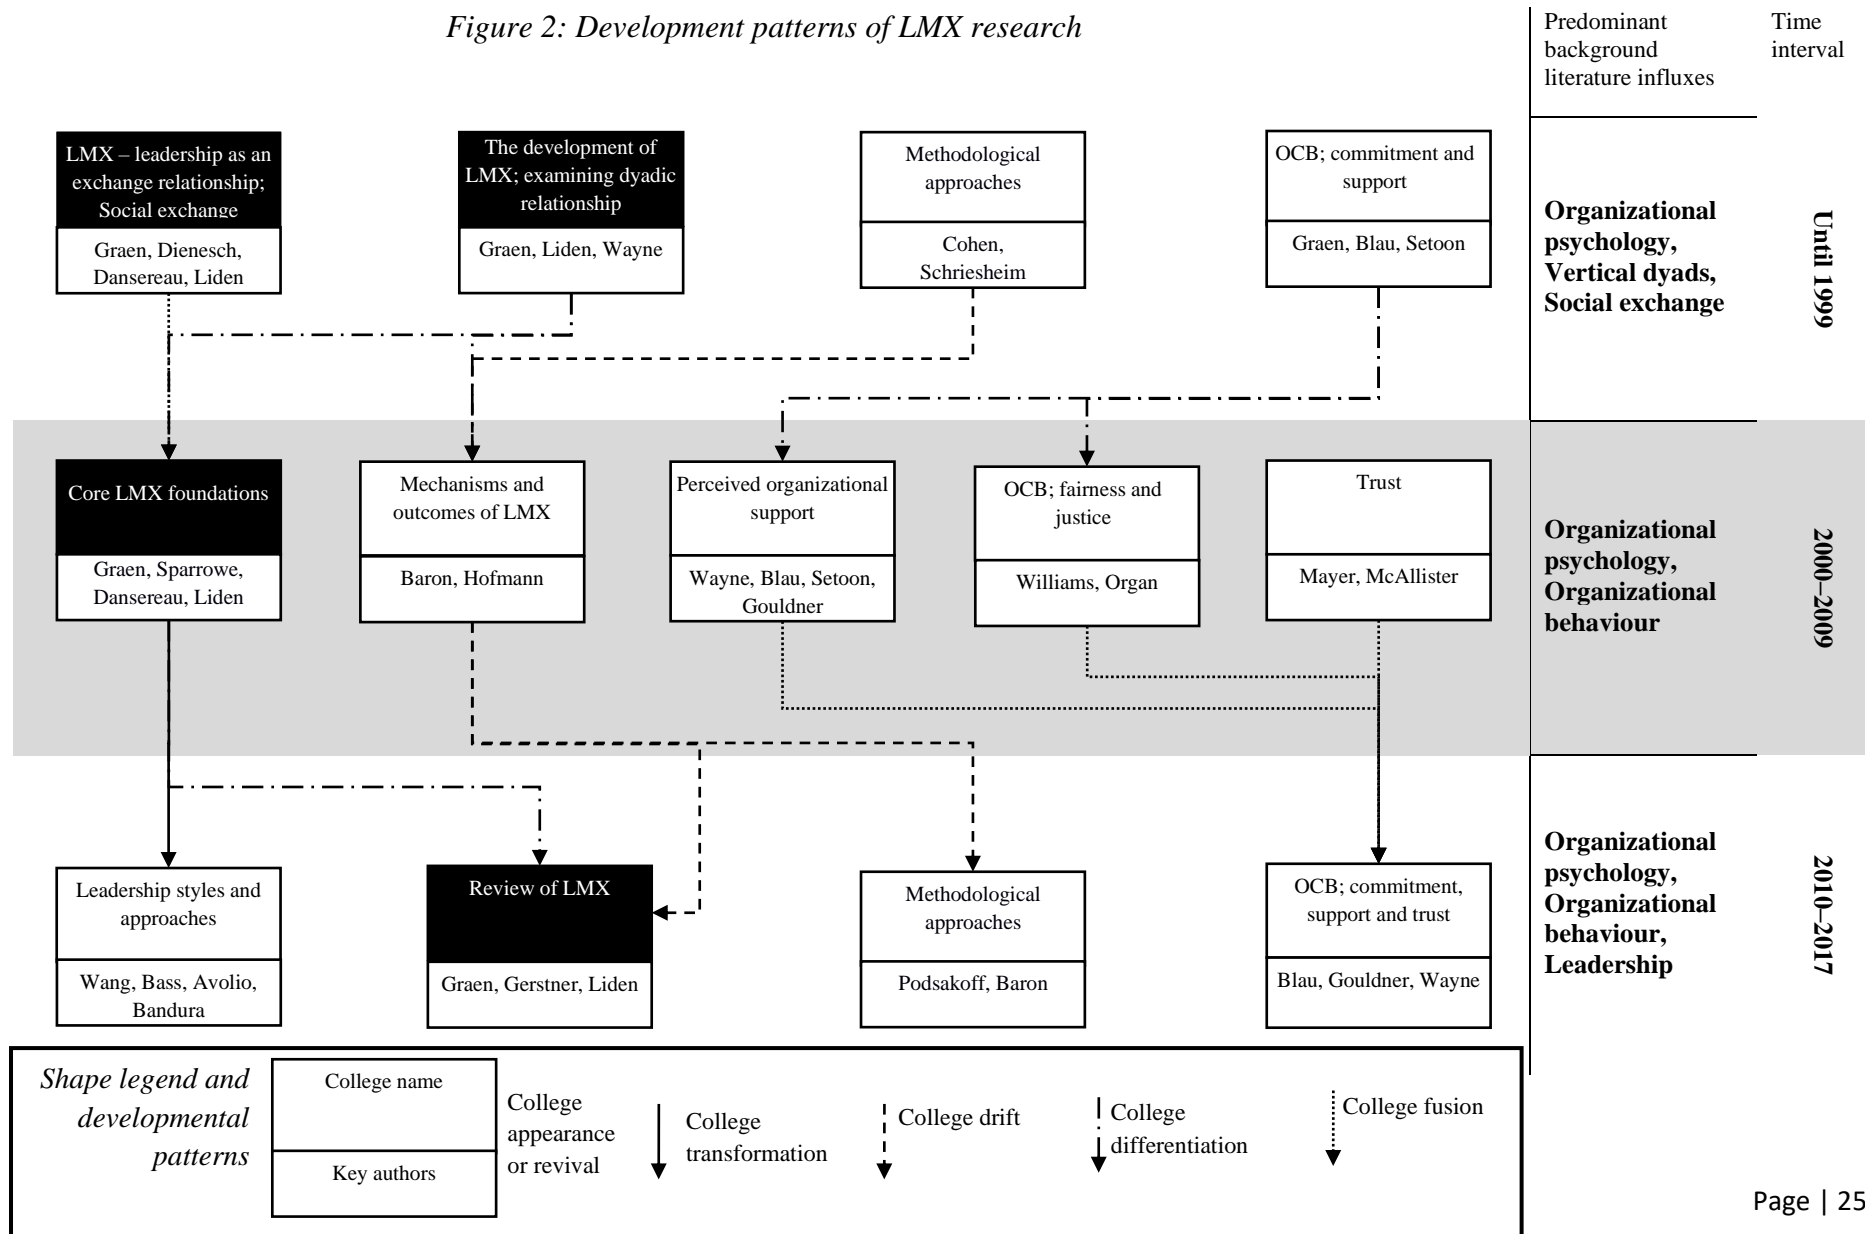 Figure 2: Development patterns of LMX research
Predominant
background
literature influxes
Time
interval
LMX – leadership as an
exchange relationship;
Social exchange
Graen, Dienesch,
Dansereau, Liden
The development of
LMX; examining dyadic
relationship
Graen, Liden, Wayne
Methodological
approaches
Cohen,
Schriesheim
OCB; commitment and
support
Graen, Blau, Setoon
Organizational
psychology,
Vertical dyads,
Social exchange
Until 1999
Core LMX foundations
Graen, Sparrowe,
Dansereau, Liden
Mechanisms and
outcomes of LMX
Baron, Hofmann
Perceived organizational
support
Wayne, Blau, Setoon,
Gouldner
OCB; fairness and
justice
Williams, Organ
Trust
Mayer, McAllister
Organizational
psychology,
Organizational
behaviour
2000–2009
Leadership styles and
approaches
Wang, Bass, Avolio,
Bandura
Review of LMX
Graen, Gerstner, Liden
Methodological
approaches
Podsakoff, Baron
OCB; commitment,
support and trust
Blau, Gouldner, Wayne
Organizational
psychology,
Organizational
behaviour,
Leadership
2010–2017
Shape legend and
developmental
patterns
College name
Key authors
College
appearance
or revival
College
transformation
College drift
College
differentiation
College fusion
Page | 25